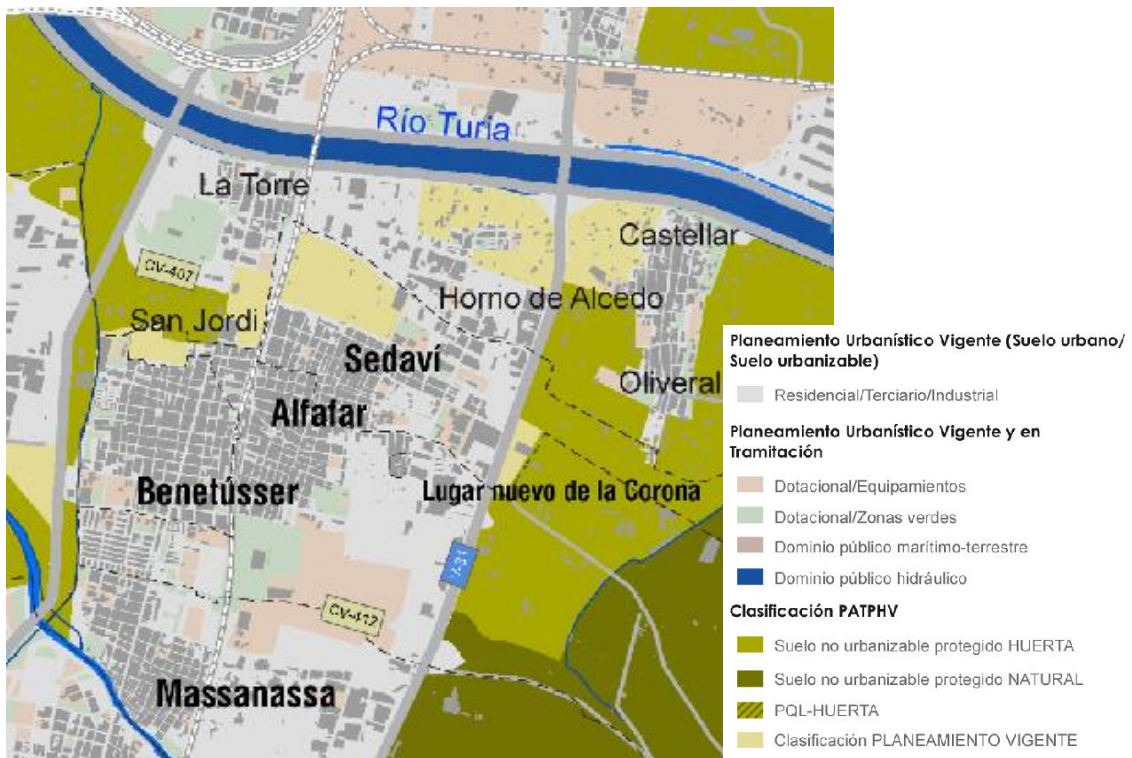 Río Turia
La Torre
Castellar
CV-407
San Jordi
Horno de Alcedo
Sedaví
Oliveral
Alfafar
Benetússer
Lugar nuevo de la Corona
V-31
CV-412
Massanassa
Planeamiento Urbanístico Vigente (Suelo urbano/
Suelo urbanizable)
Residencial/Terciario/Industrial
Planeamiento Urbanístico Vigente y en
Tramitación
Dotacional/Equipamientos
Dotacional/Zonas verdes
Dominio público marítimo-terrestre
Dominio público hidráulico
Clasificación PATPHV
Suelo no urbanizable protegido HUERTA
Suelo no urbanizable protegido NATURAL
PQL-HUERTA
Clasificación PLANEAMIENTO VIGENTE